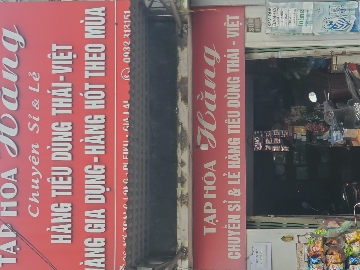 TẠP HÓA Hằng
Chuyên Sỉ & Lẻ
HÀNG TIÊU DÙNG THÁI-VIỆT
HÀNG GIA DỤNG-HÀNG HÓT THEO MÙA
TẠP HÓA Hằng
CHUYÊN SỈ & LẺ HÀNG TIÊU DÙNG THÁI - VIỆT